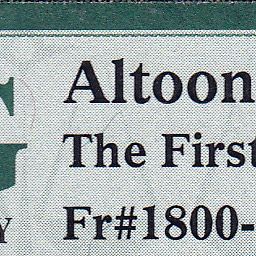 Altoon
The First
Fr#1800-